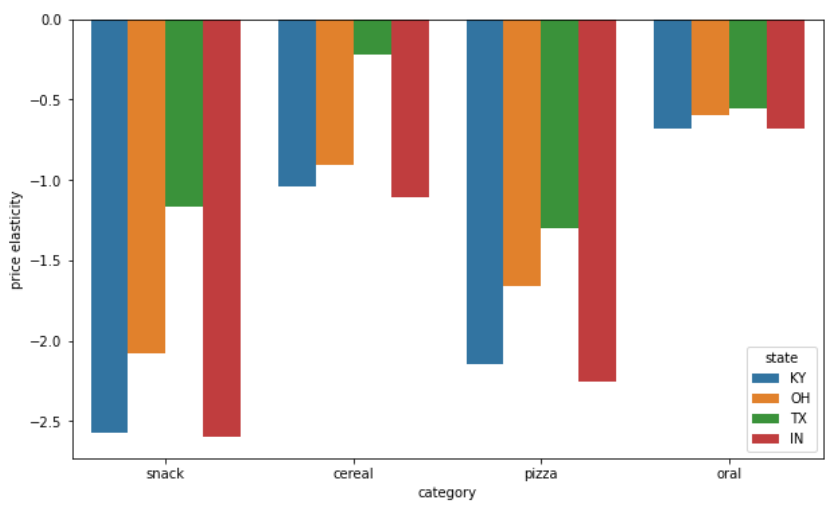 0.0
−0.5
−1.0
−1.5
−2.0
−2.5
price elasticity
snack cereal pizza oral
category
state
KY
OH
TX
IN